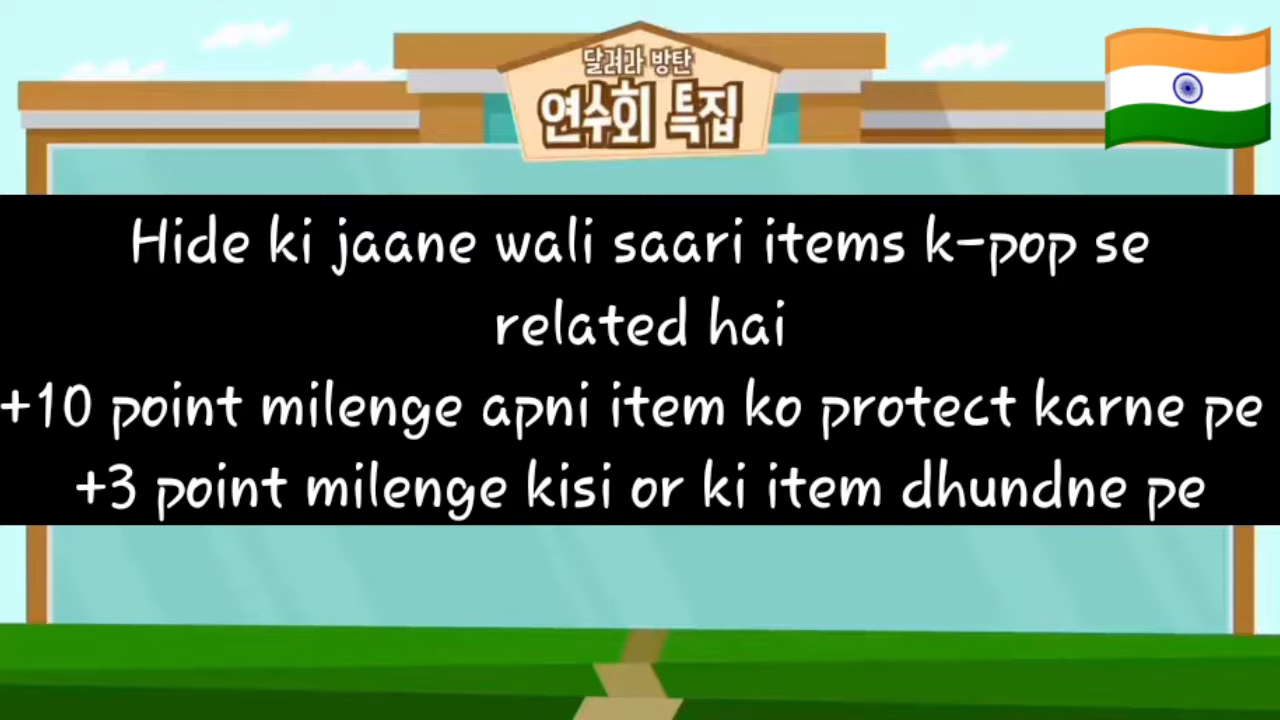 달려라 방탄
연수회 특집
Hide ki jaane wali saari items k-pop se
related hai
+10 point milenge apni item ko protect karne pe
+3 point milenge kisi or ki item dhundne pe